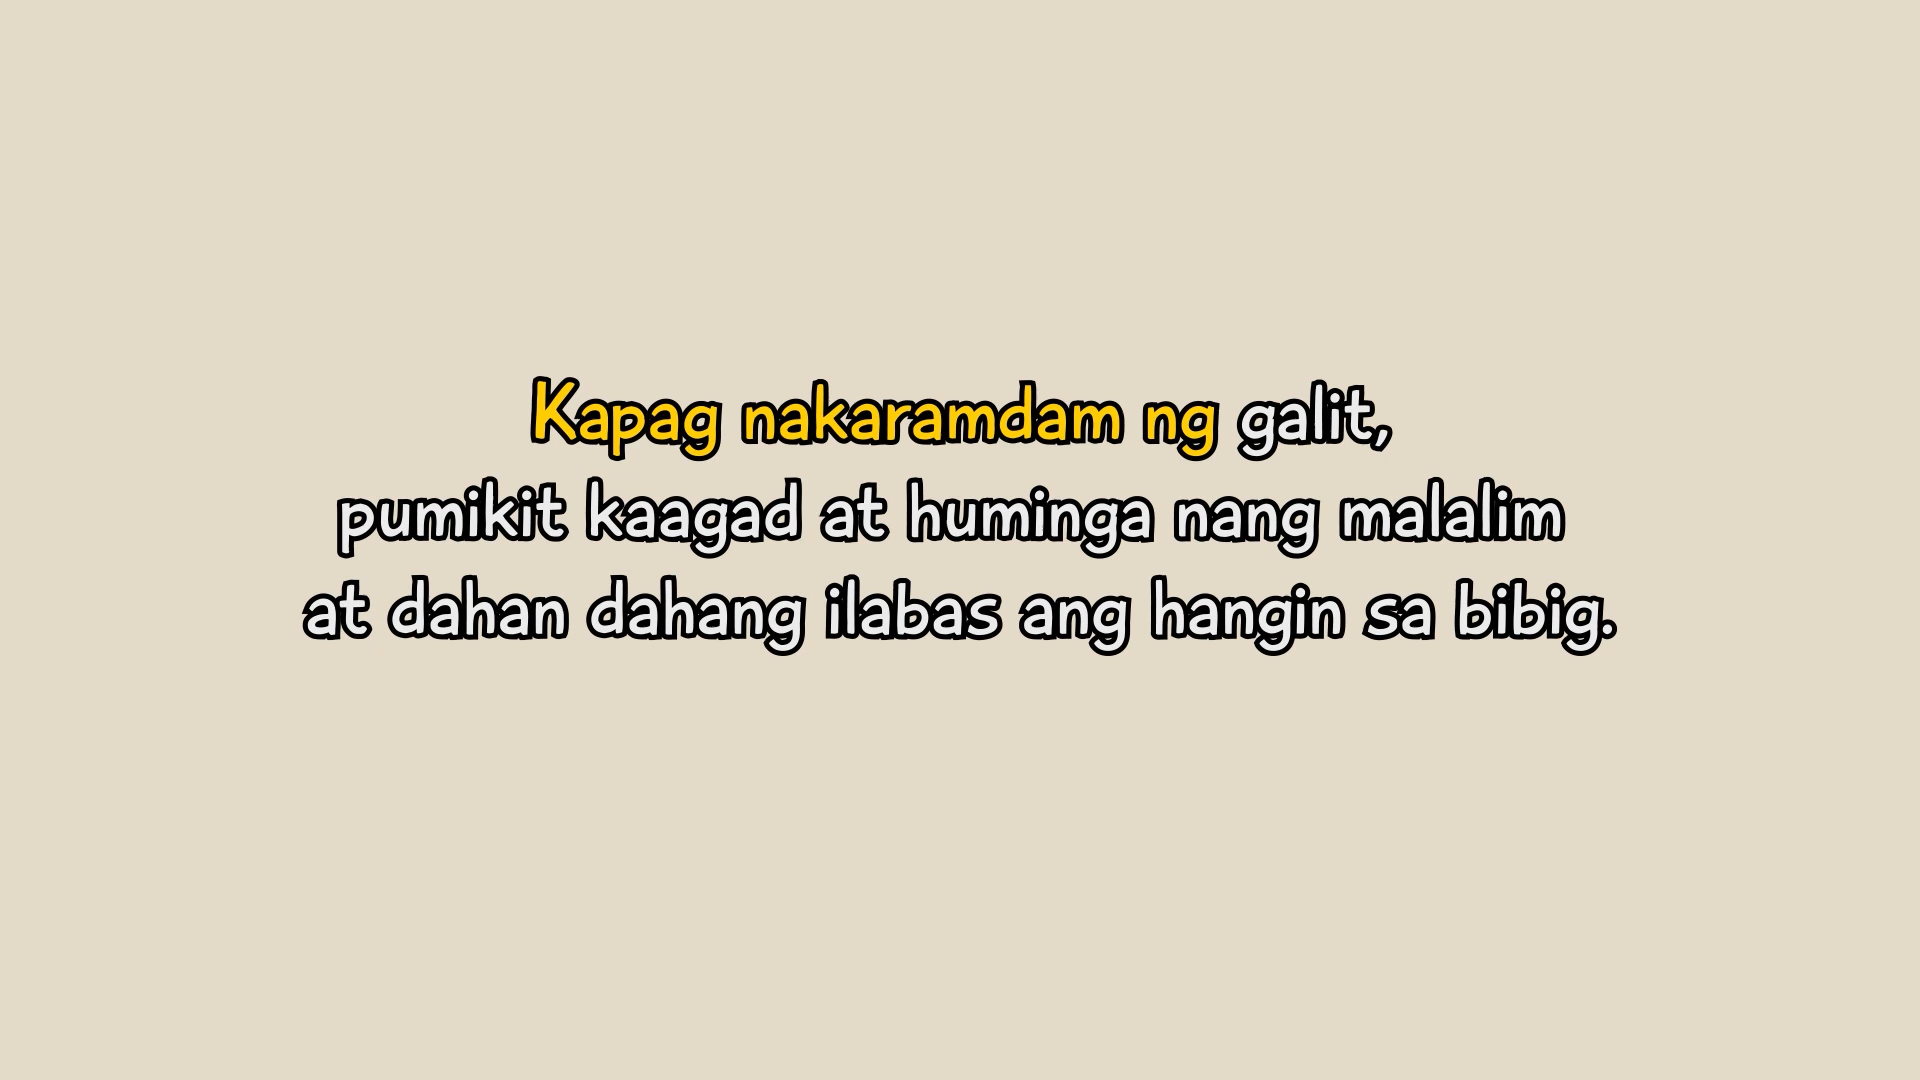 Kapag nakaramdam ng galit,
pumikit kaagad at huminga nang malalim
at dahan dahang ilabas ang hangin sa bibig.